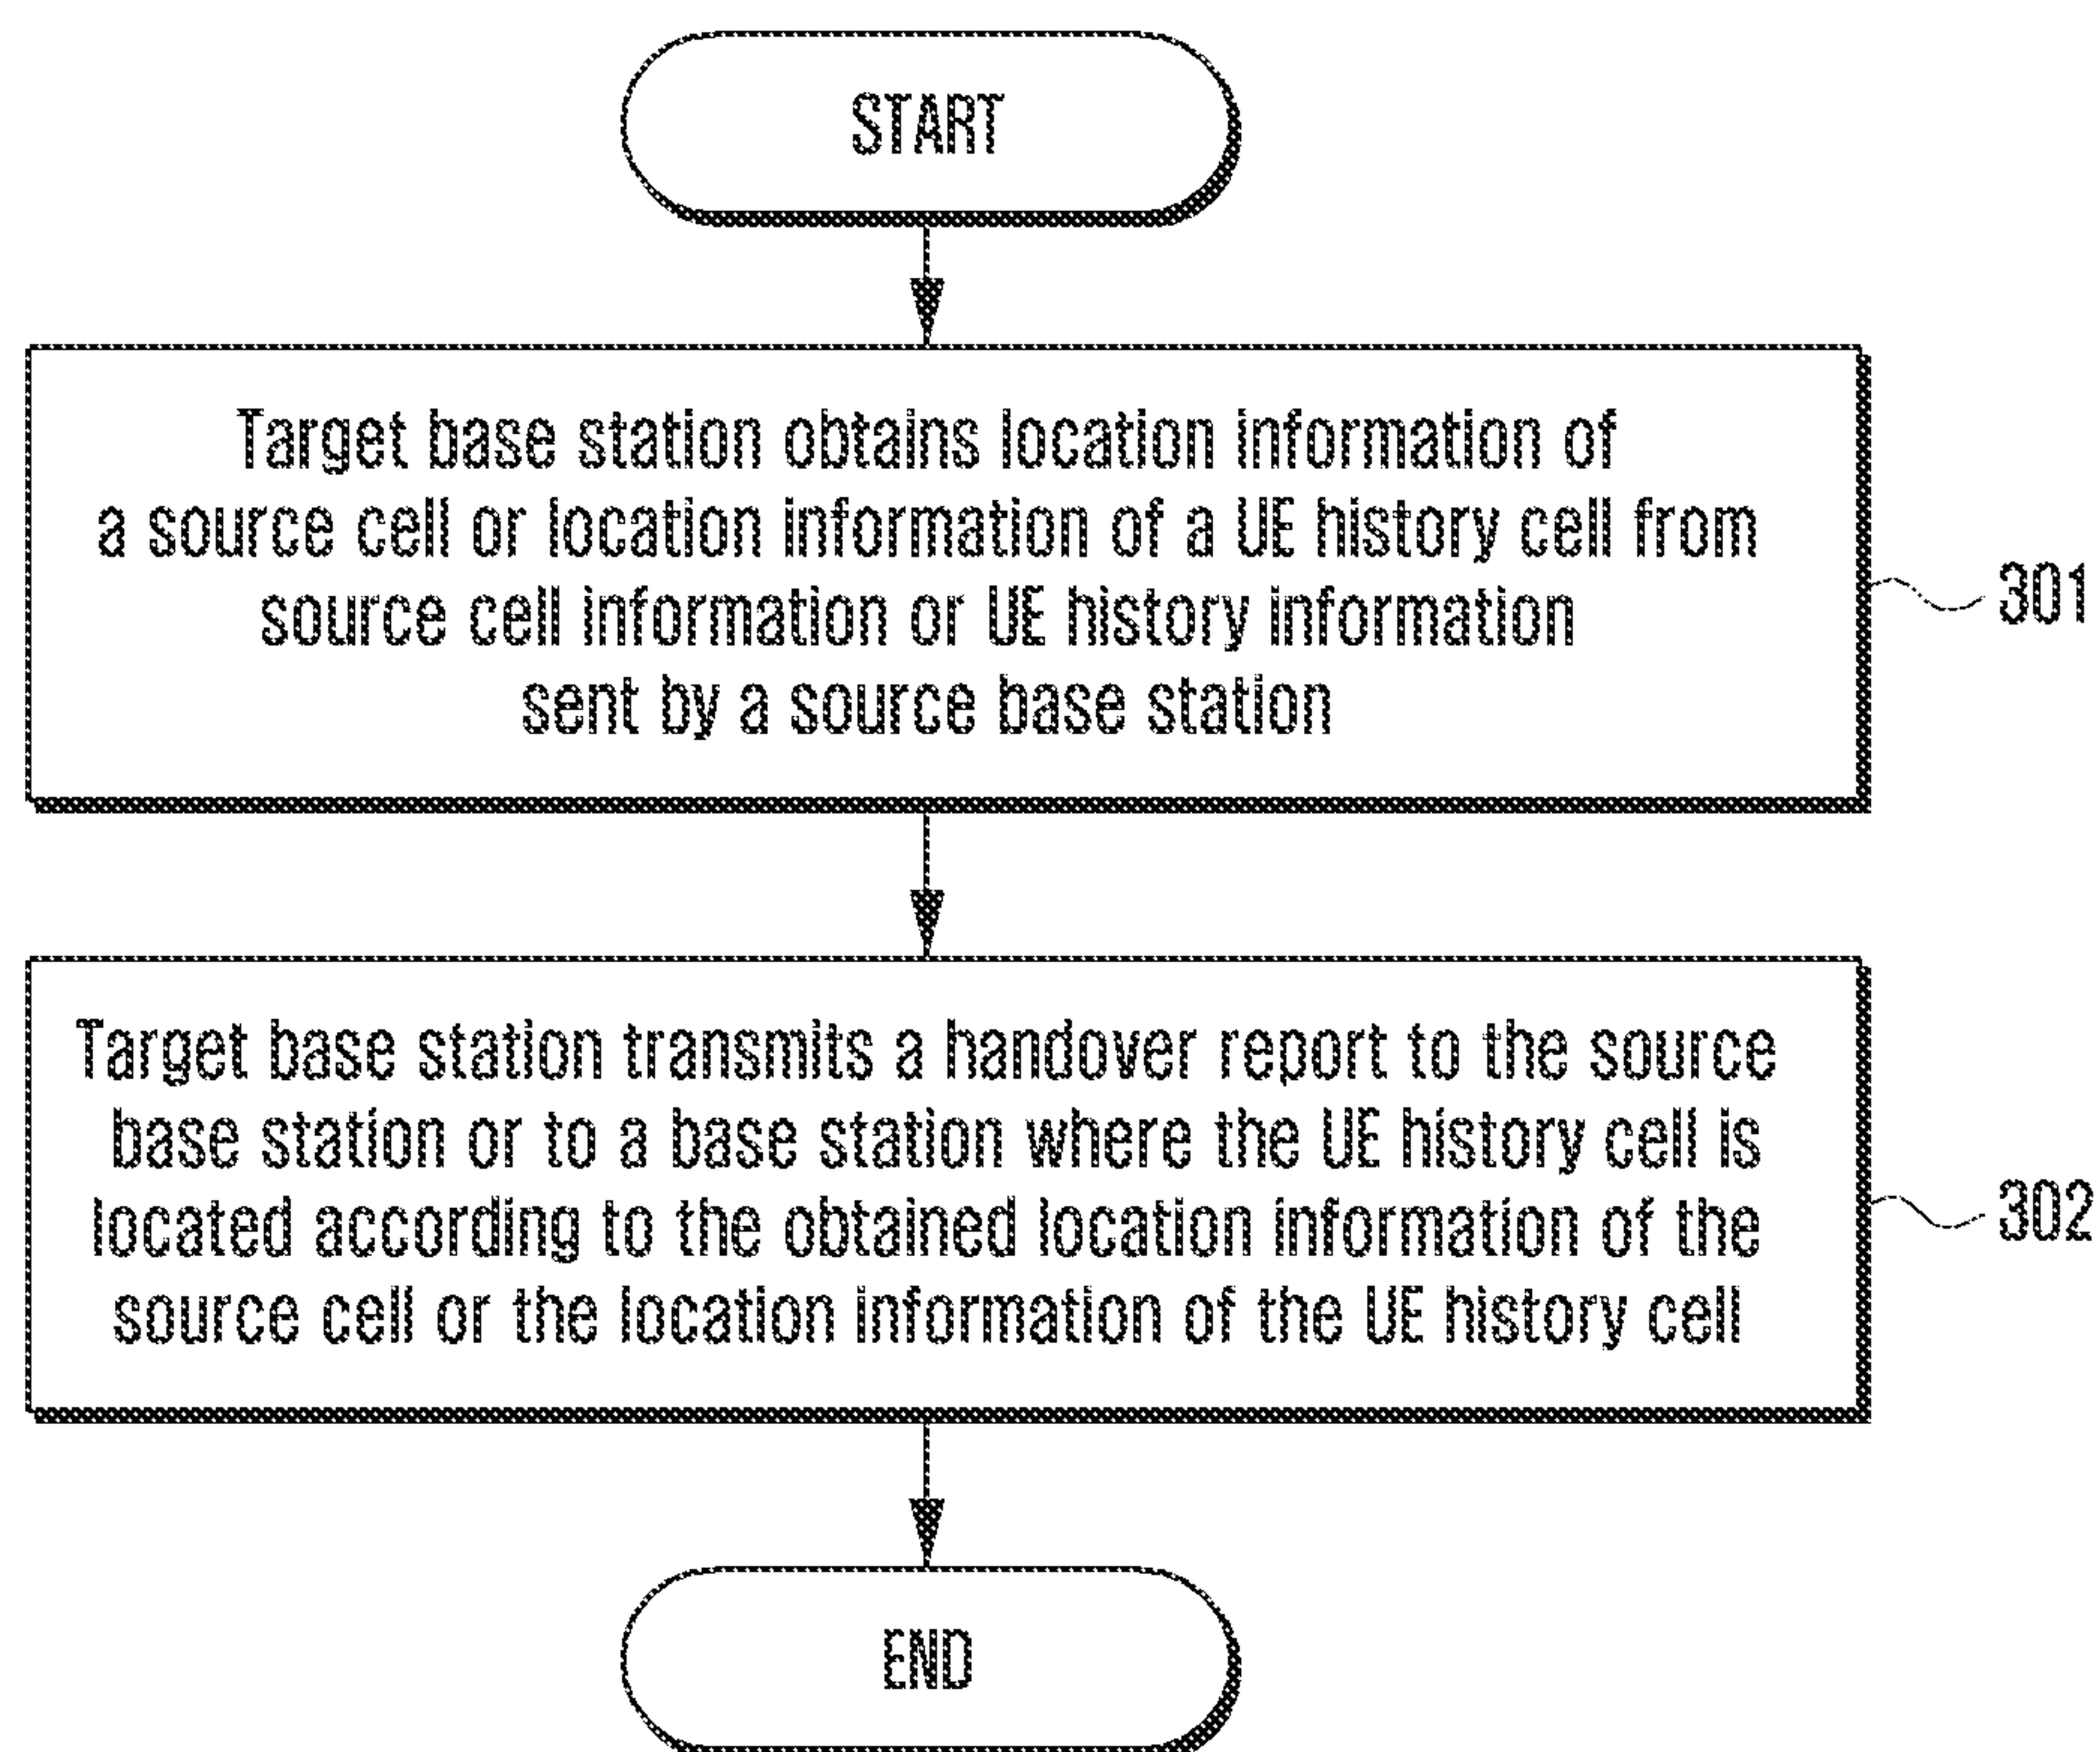 START
Target base station obtains location information of
a source cell or location information of a UE history cell from
source cell information or UE history information
sent by a source base station
301
Target base station transmits a handover report to the source
base station or to a base station where the UE history cell is
located according to the obtained location information of the
source cell or the location information of the UE history cell
302
END